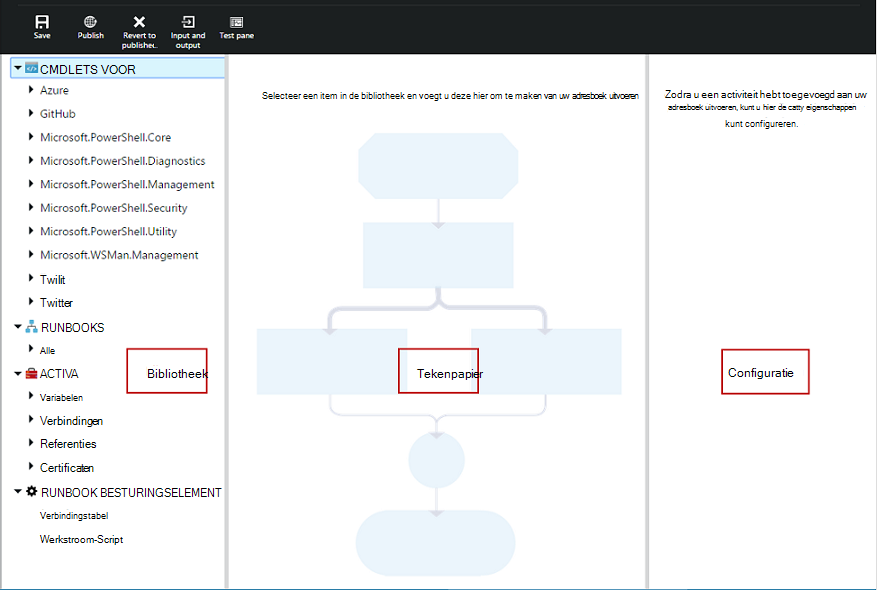 Save
Publish
Revert to
publishe...
Input and
output
Test pane
CMDLETS VOOR
Azure
GitHub
Microsoft.PowerShell.Core
Microsoft.PowerShell.Diagnostics
Microsoft.PowerShell.Management
Microsoft.PowerShell.Security
Microsoft.PowerShell.Utility
Microsoft.WSMan.Management
Twilit
Twitter
RUNBOOKS
Alle
ACTIVA
Variabelen
Verbindingen
Referenties
Certificaten
RUNBOOK BESTURINGSELEMENT
Verbindingstabel
Werkstroom-Script
Bibliotheek
Selecteer een item in de bibliotheek en voegt u deze hier om te maken van uw adresboek uitvoeren
Tekenpapier
Zodra u een activiteit hebt toegevoegd aan uw
adresboek uitvoeren, kunt u hier de catty eigenschappen
kunt configureren.
Configuratie